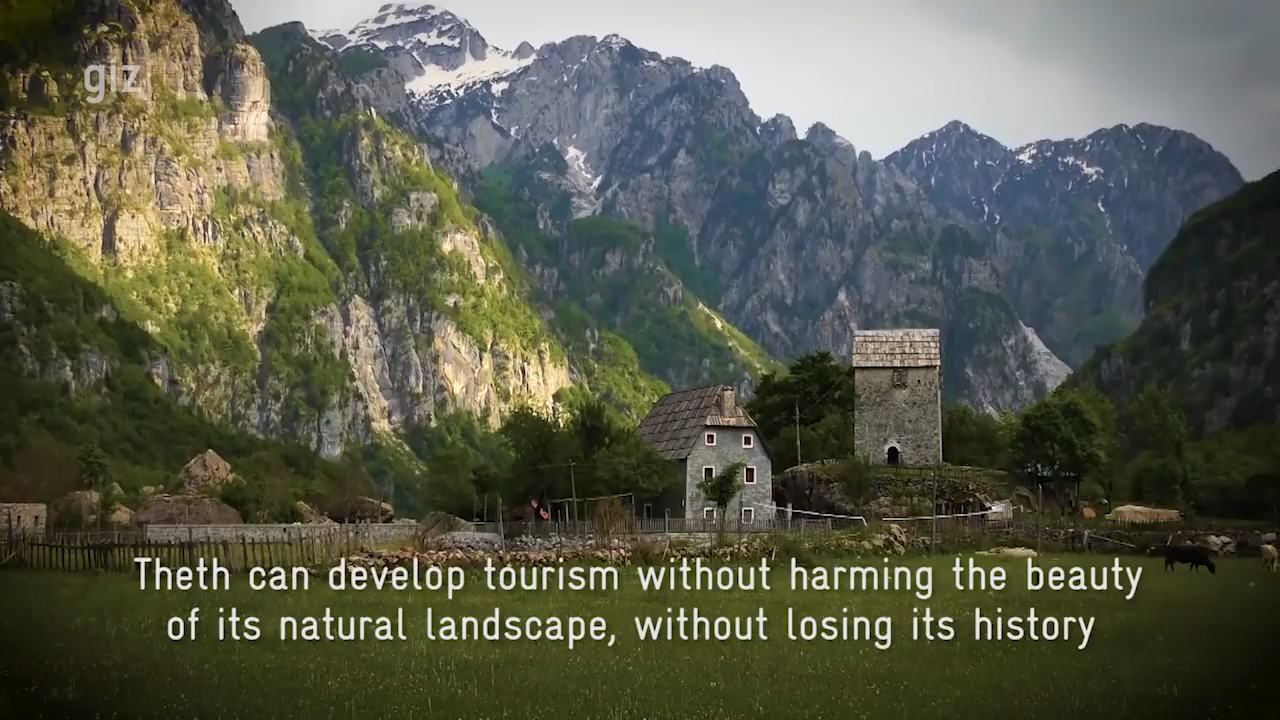 giz
Theth can develop tourism without harming the beauty
of its natural landscape, without losing its history